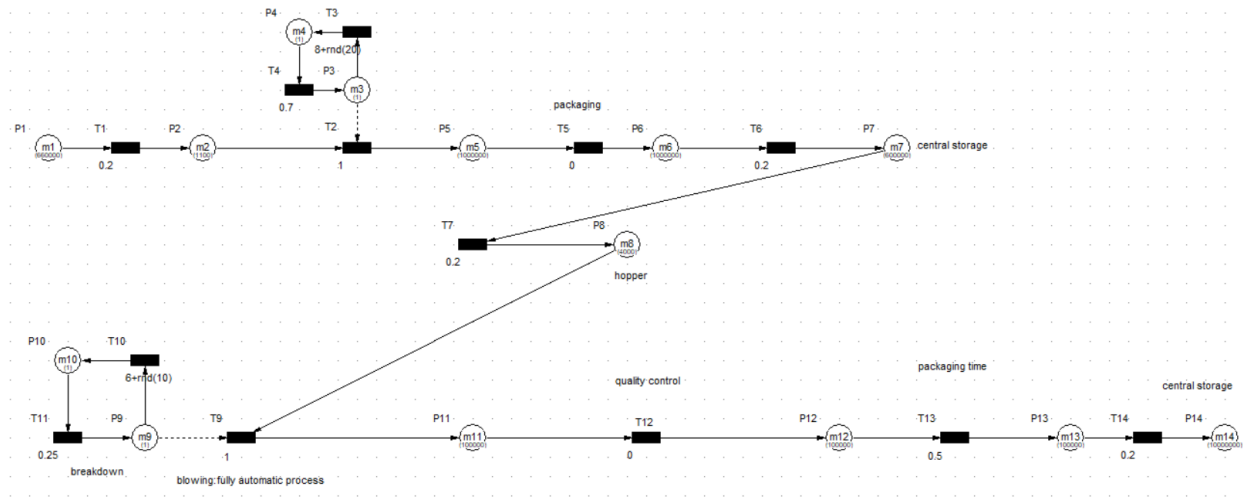 P4 T3
m4
(1)
8+rnd(20)
T4 P3
m3
(1)
0.7
packaging
P1 T1 P2 T2 P5 T5 P6 T6 P7
m1 m2 m5 m6 m7
(660000) (1100) (1000000) (1000000) (600000)
central storage
0.2 1 0 0.2
T7 P8
m8
(4000)
0.2
hopper
P10 T10
m10
(1)
6+rnd(10)
quality control
packaging time
central storage
T11 P9 T9 P11 T12 P12 T13 P13 T14 P14
m9 m11 m12 m13 m14
(1) (100000) (100000) (100000) (10000000)
0.25 1 0 0.5 0.2
breakdown
blowing:fully automatic process